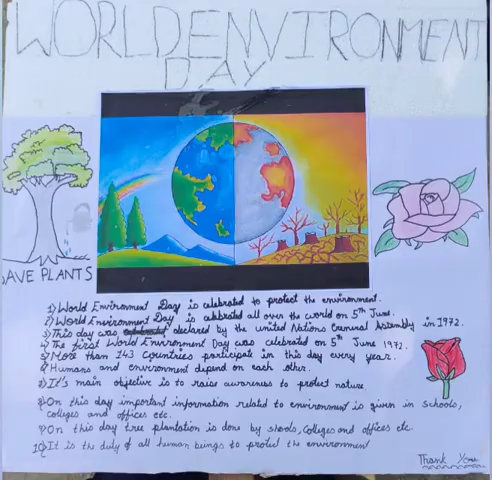 WORLD ENVIRONMENT
DAY
SAVE PLANTS
1) World Environment Day is celebrated to protect the environment.
2) World Environment Day is celebrated all over the world on 5th June.
3) This day was declared by the united Nations General Assembly in 1972.
4) The first World Environment Day was celebrated on 5th June 1972.
5) More than 143 Countries participate in this day every year.
6) Humans and environment depend on each other.
7) It's main objective is to raise awareness to protect nature.
8) On this day important information related to environment is given in schools,
colleges and offices etc.
9) On this day tree plantation is done by shools, Colleges and offices etc
10) It is the duty of all human beings to protect the environment
Thank You